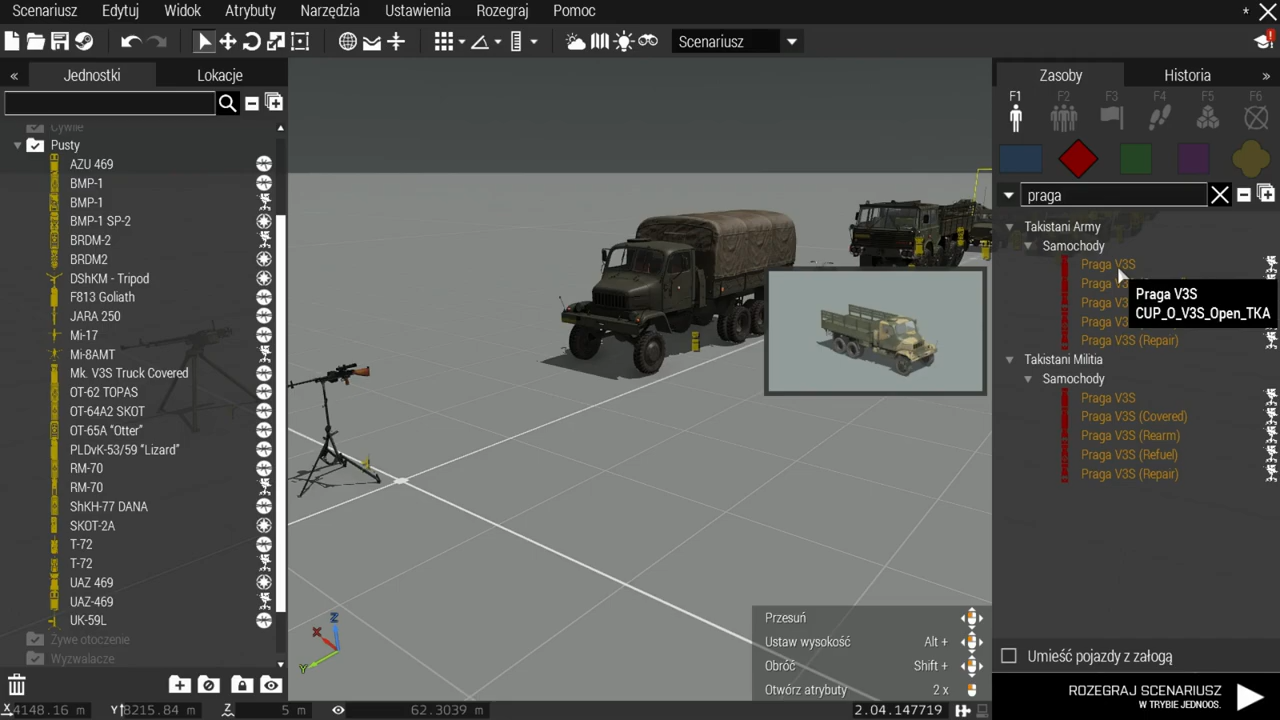 Scenariusz Edytuj Widok Atrybuty Narzędzia Ustawienia Rozegraj Pomoc *
Scenariusz
« Jednostki Lokacje
Cywile
Pusty
AZU 469
BMP-1
BMP-1
BMP-1 SP-2
BRDM-2
BRDM2
DShKM - Tripod
F813 Goliath
JARA 250
Mi-17
Mi-8AMT
Mk. V3S Truck Covered
OT-62 TOPAS
OT-64A2 SKOT
OT-65A "Otter"
PLDvK-53/59 "Lizard"
RM-70
RM-70
ShKH-77 DANA
SKOT-2A
T-72
T-72
UAZ 469
UAZ-469
UK-59L
Żywe otoczenie
Wyzwalacze
Z
X
Y
Zasoby Historia »
F1 F2 F3 F4 F5 F6
praga
Takistani Army
Samochody
Praga V3S
Praga V3S
Praga V3S
Praga V3S
Praga V3S (Repair)
Praga V3S
CUP_O_V3S_Open_TKA
Takistani Militia
Samochody
Praga V3S
Praga V3S (Covered)
Praga V3S (Rearm)
Praga V3S (Refuel)
Praga V3S (Repair)
Przesuń
Ustaw wysokość Alt +
Obróć Shift +
Otwórz atrybuty 2 x
Umieść pojazdy z załogą
ROZEGRAJ SCENARIUSZ
W TRYBIE JEDNOOS.
X 4148.16 m Y 8215.84 m Z 5 m 62.3039 m 2.04.147719